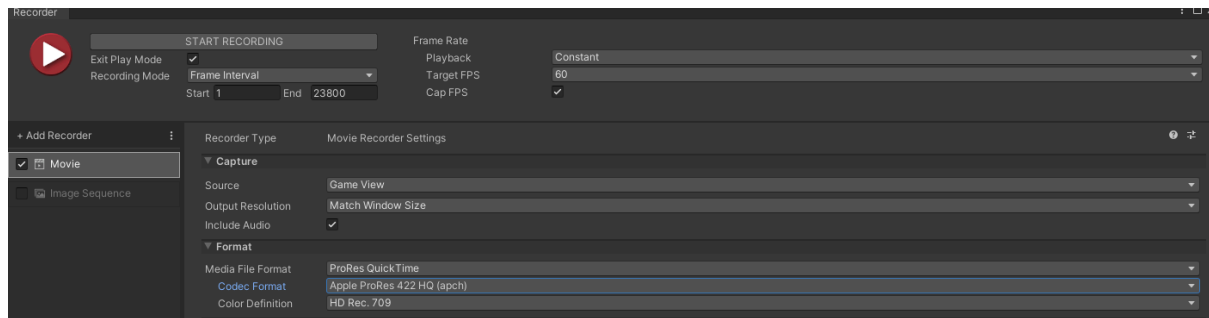 Recorder
START RECORDING
Exit Play Mode
Recording Mode Frame Interval
Start 1 End 23800
Frame Rate
Playback Constant
Target FPS 60
Cap FPS
+ Add Recorder
Movie
Image Sequence
Recorder Type Movie Recorder Settings
Capture
Source Game View
Output Resolution Match Window Size
Include Audio
Format
Media File Format ProRes QuickTime
Codec Format Apple ProRes 422 HQ (apch)
Color Definition HD Rec. 709